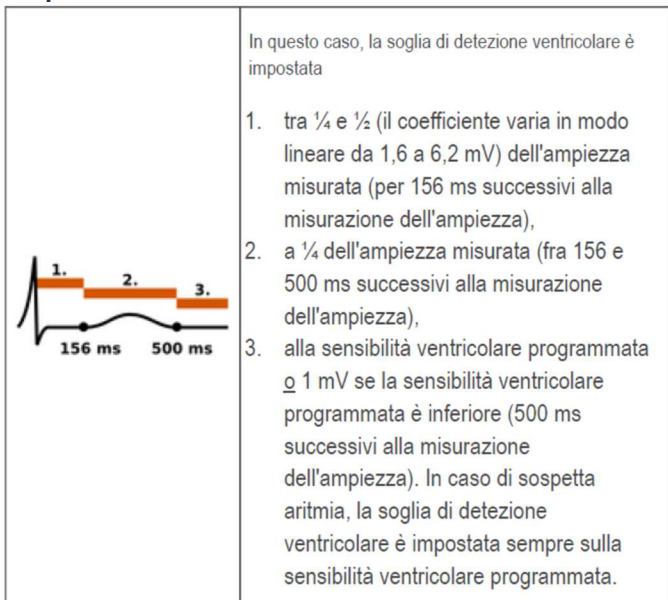 In questo caso, la soglia di detezione ventricolare è
impostata
1. tra ¼ e ½ (il coefficiente varia in modo
lineare da 1,6 a 6,2 mV) dell'ampiezza
misurata (per 156 ms successivi alla
misurazione dell'ampiezza),
2. a ¼ dell'ampiezza misurata (fra 156 e
500 ms successivi alla misurazione
dell'ampiezza),
3. alla sensibilità ventricolare programmata
o 1 mV se la sensibilità ventricolare
programmata è inferiore (500 ms
successivi alla misurazione
dell'ampiezza). In caso di sospetta
aritmia, la soglia di detezione
ventricolare è impostata sempre sulla
sensibilità ventricolare programmata.
1. 2. 3.
156 ms 500 ms